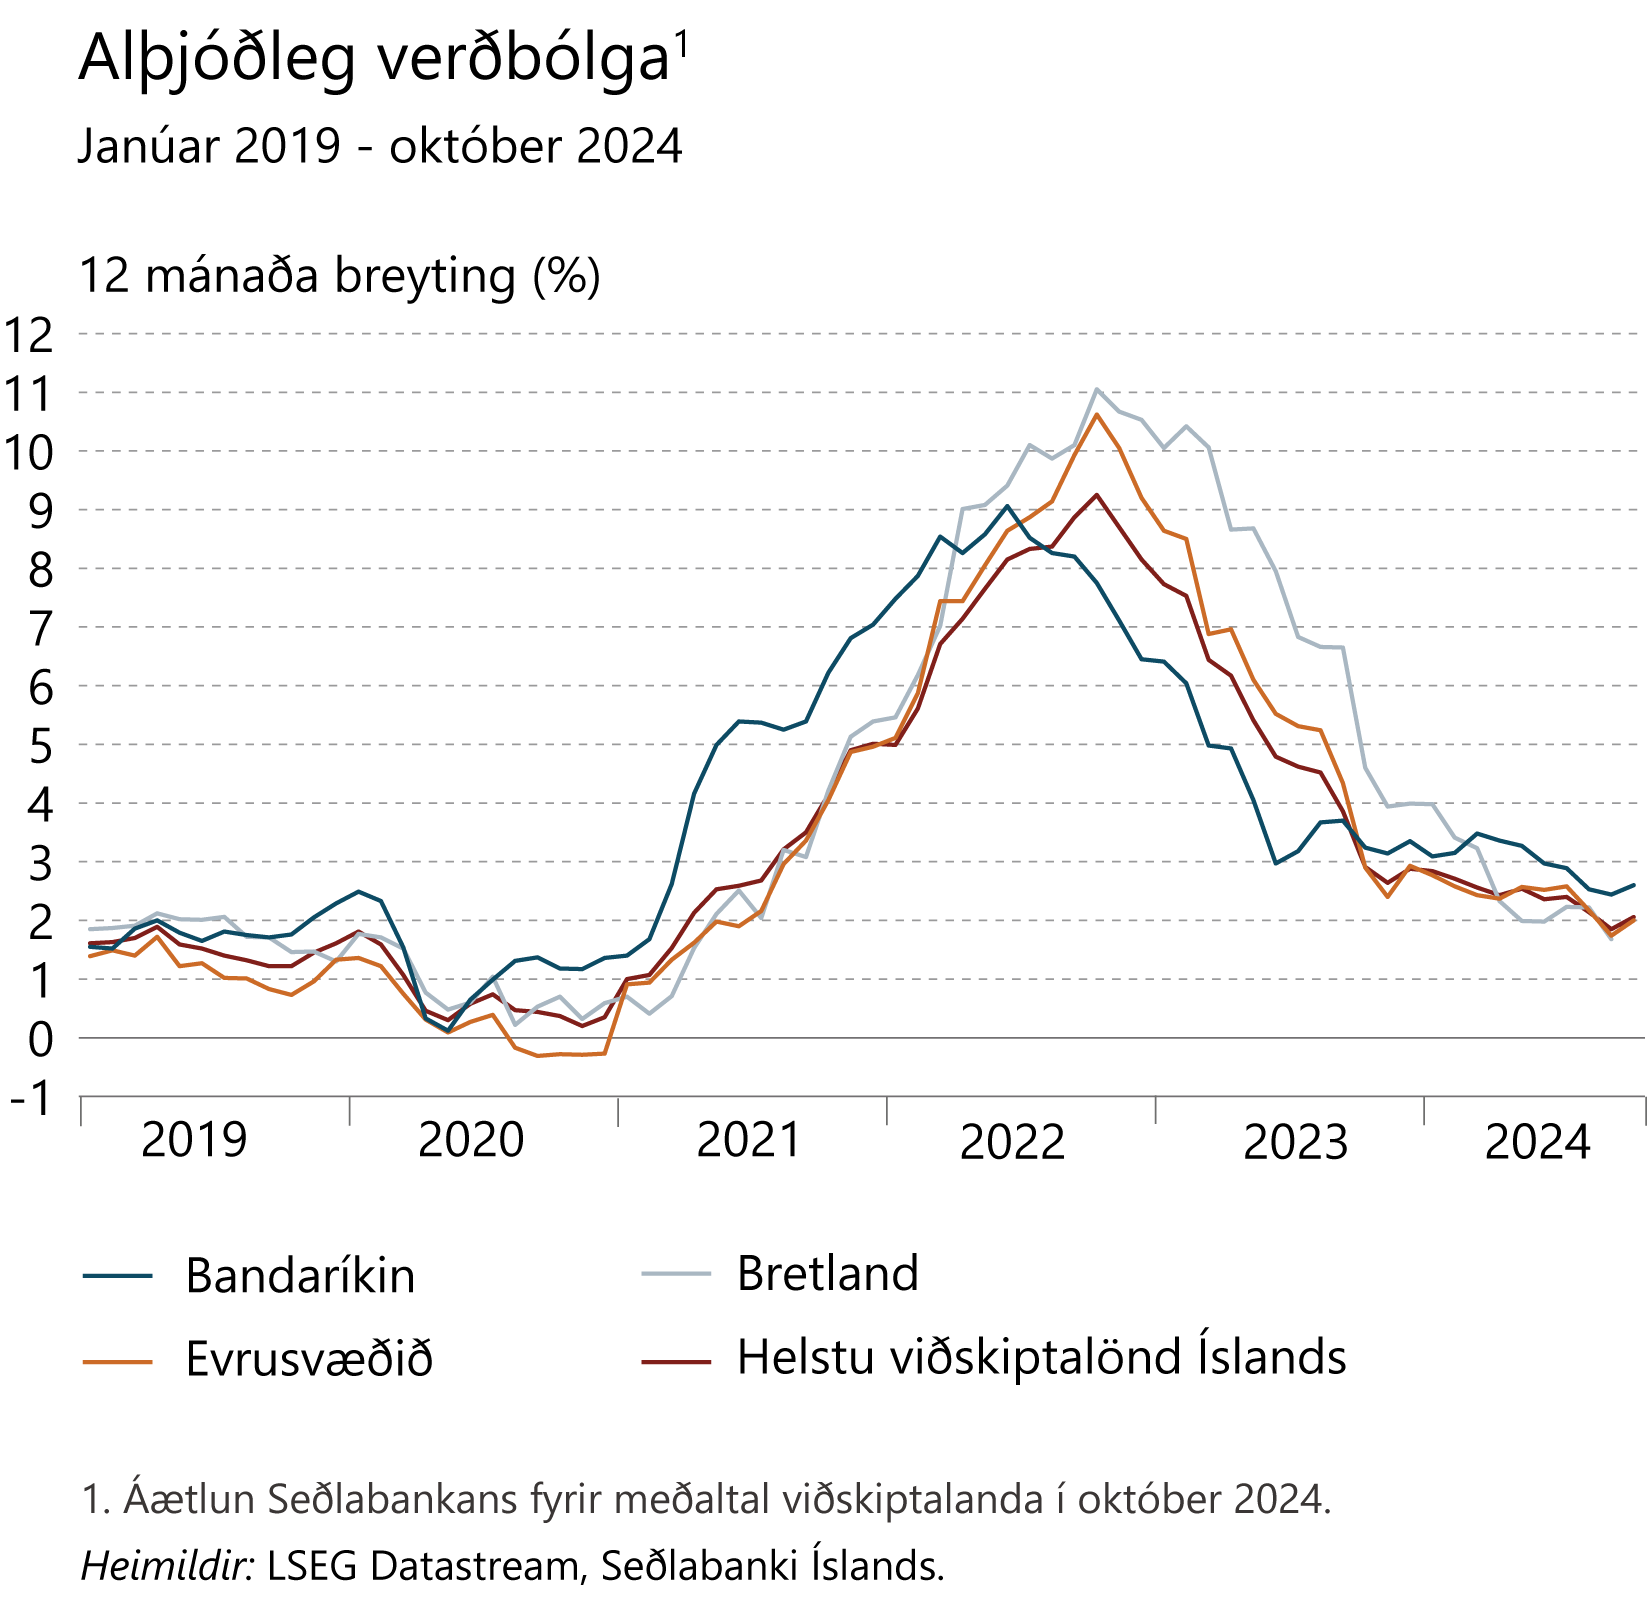 Alþjóðleg verðbólga¹
Janúar 2019 - október 2024
12 mánaða breyting (%)
12
11
10
9
8
7
6
5
4
3
2
1
0
-1
2019 2020 2021 2022 2023 2024
Bandaríkin Bretland
Evrusvæðið Helstu viðskiptalönd Íslands
1. Áætlun Seðlabankans fyrir meðaltal viðskiptalanda í október 2024.
Heimildir: LSEG Datastream, Seðlabanki Íslands.